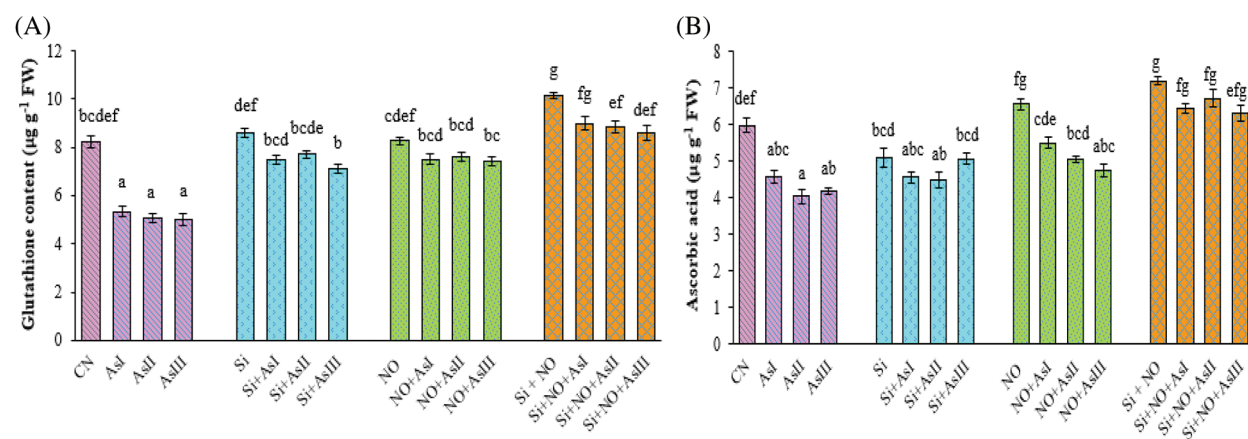 (A)
Glutathione content (µg g-1 FW)
12
10
8
6
4
2
0
bcdef
a
a
a
def
bcd
bcde
b
cdef
bcd
bcd
bc
g
fg
ef
def
CN
AsI
AsII
AsIII
Si
Si+AsI
Si+AsII
Si+AsIII
NO
NO+AsI
NO+AsII
NO+AsIII
Si + NO
Si+NO+AsI
Si+NO+AsII
Si+NO+AsIII
(B)
Ascorbic acid (µg g-1 FW)
8
7
6
5
4
3
2
1
0
def
abc
a
ab
bcd
abc
ab
bcd
fg
cde
bcd
abc
g
fg
fg
efg
CN
AsI
AsII
AsIII
Si
Si+AsI
Si+AsII
Si+AsIII
NO
NO+AsI
NO+AsII
NO+AsIII
Si + NO
Si+NO+AsI
Si+NO+AsII
Si+NO+AsIII